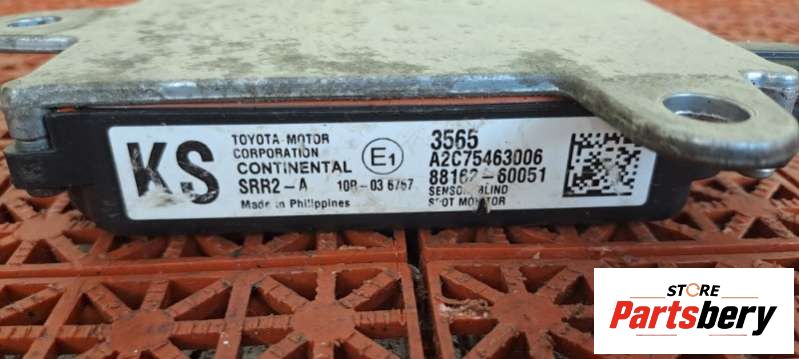 KS
TOYOTA MOTOR
CORPORATION
CONTINENTAL
SRR2-A 10R-03 6757
Made in Philippines
E1
3565
A2C75463006
88162-60051
SENSOR BLIND
SPOT MONITOR
STORE
Partsbery